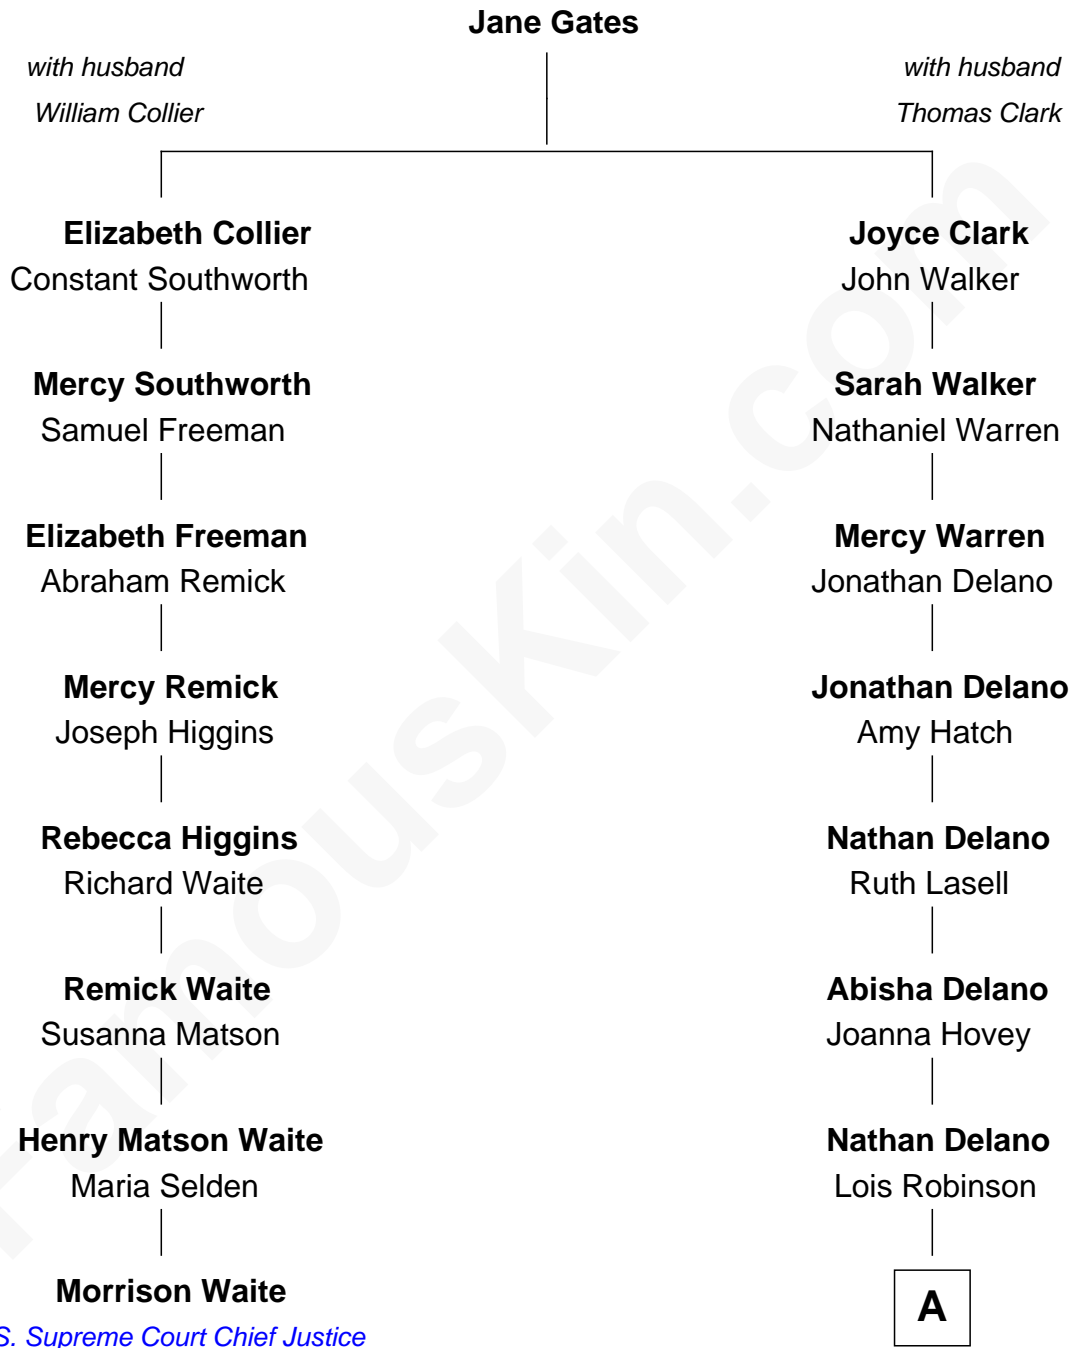 Jane Gates
with husband
William Collier
with husband
Thomas Clark
Elizabeth Collier
Constant Southworth
Joyce Clark
John Walker
Mercy Southworth
Samuel Freeman
Sarah Walker
Nathaniel Warren
Elizabeth Freeman
Abraham Remick
Mercy Warren
Jonathan Delano
Mercy Remick
Joseph Higgins
Jonathan Delano
Amy Hatch
Rebecca Higgins
Richard Waite
Nathan Delano
Ruth Lasell
Remick Waite
Susanna Matson
Abisha Delano
Joanna Hovey
Henry Matson Waite
Maria Selden
Nathan Delano
Lois Robinson
Morrison Waite
S. Supreme Court Chief Justice
A
FamousKin.com